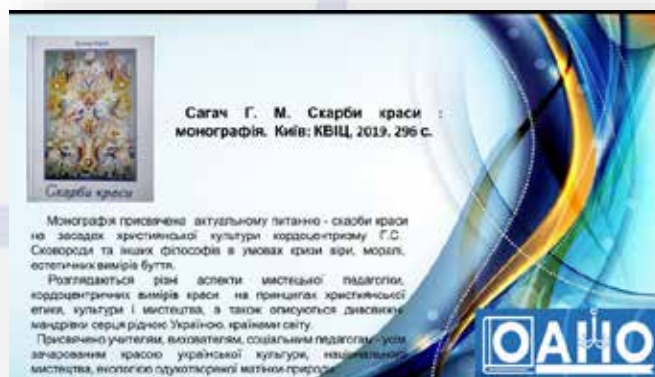 Скарби краси
Сагач Г. М. Скарби краси :
монографія. Київ: КВІЦ, 2019. 296 с.
Монографія присвячена актуальному питанню - скарби краси
на засадах християнської культури кордоцентризму Г.С.
Сковороди та інших філософів в умовах кризи віри, моралі,
естетичних вимірів буття.
Розглядаються різні аспекти мистецької педагогіки,
кордоцентричних вимірів краси на принципах християнської
етики, культури і мистецтва, а також описуються дивовижні
мандрівки серця рідною Україною, країнами світу.
Присвячено учителям, вихователям, соціальним педагогам - усім
зачарованим красою української культури, національного
мистецтва, екологією одухотвореної матінки-природи.
ОАНО